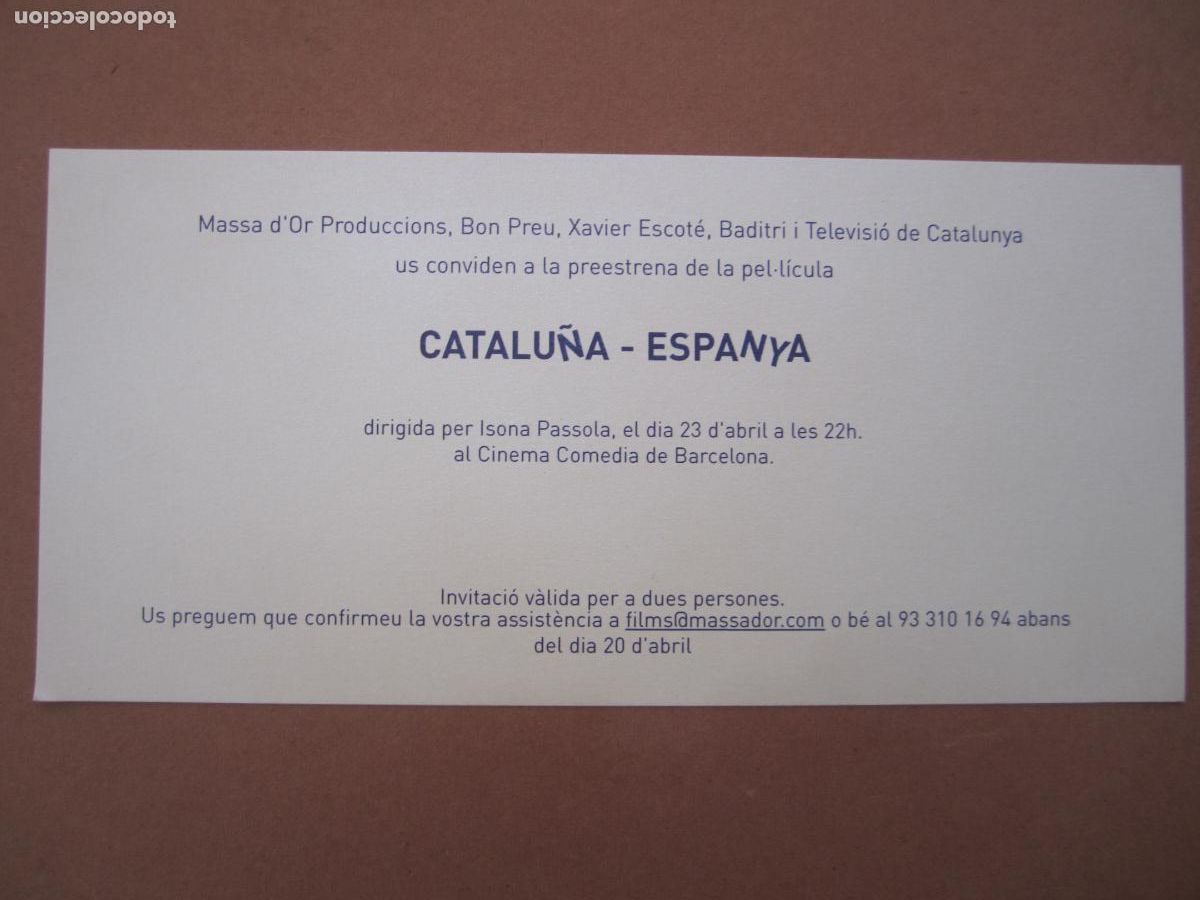 todocoleccion
Massa d'Or Produccions, Bon Preu, Xavier Escoté, Baditri i Televisió de Catalunya
us conviden a la preestrena de la pel·lícula
CATALUÑA - ESPANYA
dirigida per Isona Passola, el dia 23 d'abril a les 22h.
al Cinema Comedia de Barcelona.
Invitació vàlida per a dues persones.
Us preguem que confirmeu la vostra assistència a films@massador.com o bé al 93 310 16 94 abans
del dia 20 d'abril